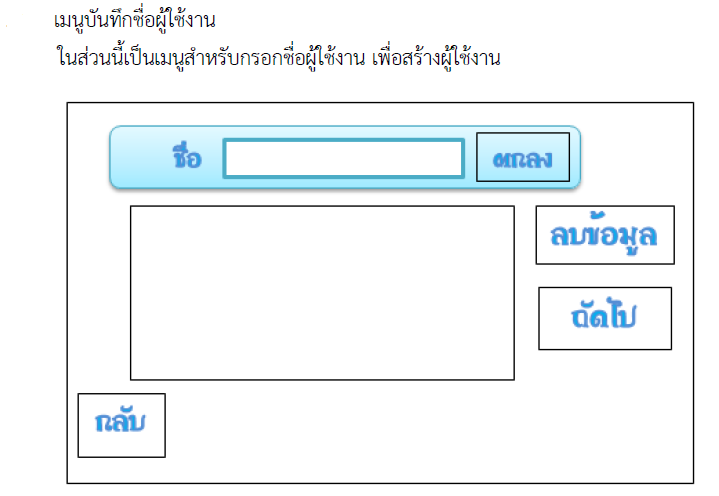 เมนูบันทึกชื่อผู้ใช้งาน
ในส่วนนี้เป็นเมนูสำหรับกรอกชื่อผู้ใช้งาน เพื่อสร้างผู้ใช้งาน
ชื่อ
ตกลง
ลบข้อมูล
ถัดไป
กลับ